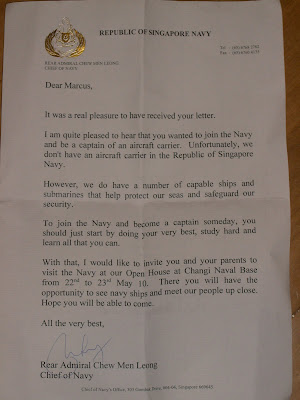 REPUBLIC OF SINGAPORE NAVY
REAR ADMIRAL CHEW MEN LEONG
CHIEF OF NAVY
Dear Marcus,
It was a real pleasure to have received your letter.
I am quite pleased to hear that you wanted to join the Navy
and be a captain of an aircraft carrier. Unfortunately, we
don't have an aircraft carrier in the Republic of Singapore
Navy.
However, we do have a number of capable ships and
submarines that help protect our seas and safeguard our
security.
To join the Navy and become a captain someday, you
should just start by doing your very best, study hard and
learn all that you can.
With that, I would like to invite you and your parents to
visit the Navy at our Open House at Changi Naval Base
from 22nd to 23rd May 10. There you will have the
opportunity to see navy ships and meet our people up close.
Hope you will be able to come.
All the very best,
Rear Admiral Chew Men Leong
Chief of Navy
Chief of Navy's Office, 303 Gombak Drive, Singapore